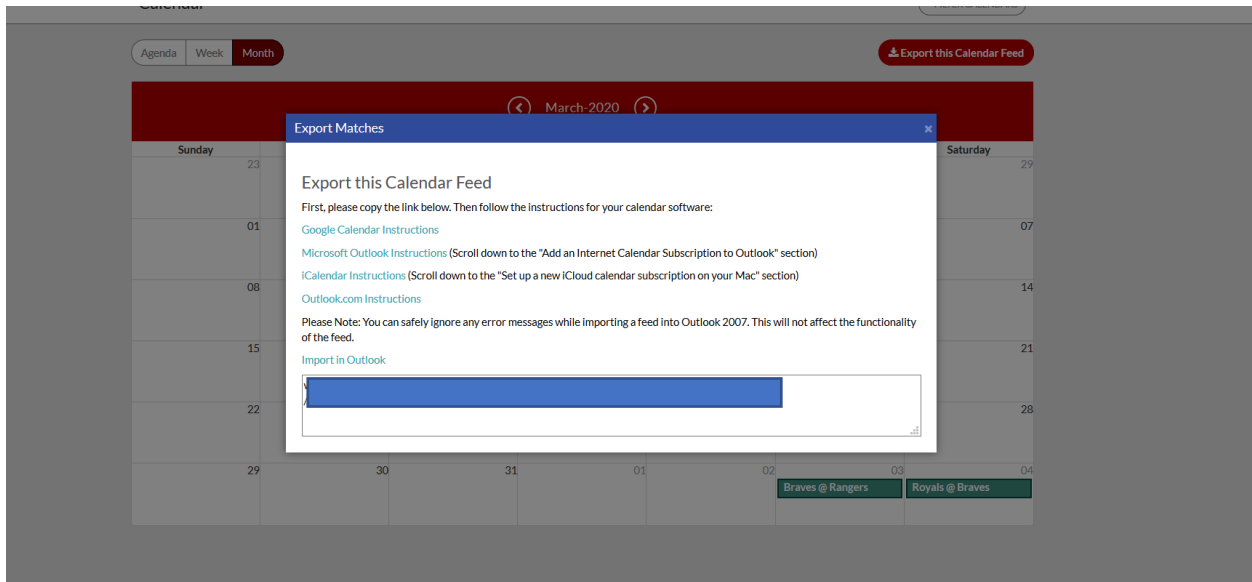 Calendar
Agenda Week Month
Export this Calendar Feed
March-2020
Export Matches
Sunday
Saturday
23
29
Export this Calendar Feed
First, please copy the link below. Then follow the instructions for your calendar software:
01
07
Google Calendar Instructions
Microsoft Outlook Instructions (Scroll down to the "Add an Internet Calendar Subscription to Outlook" section)
iCalendar Instructions (Scroll down to the "Set up a new iCloud calendar subscription on your Mac" section)
08
14
Outlook.com Instructions
Please Note: You can safely ignore any error messages while importing a feed into Outlook 2007. This will not affect the functionality
of the feed.
15
21
Import in Outlook
22
28
29 30 31 01 02 03 04
Braves @ Rangers
Royals @ Braves